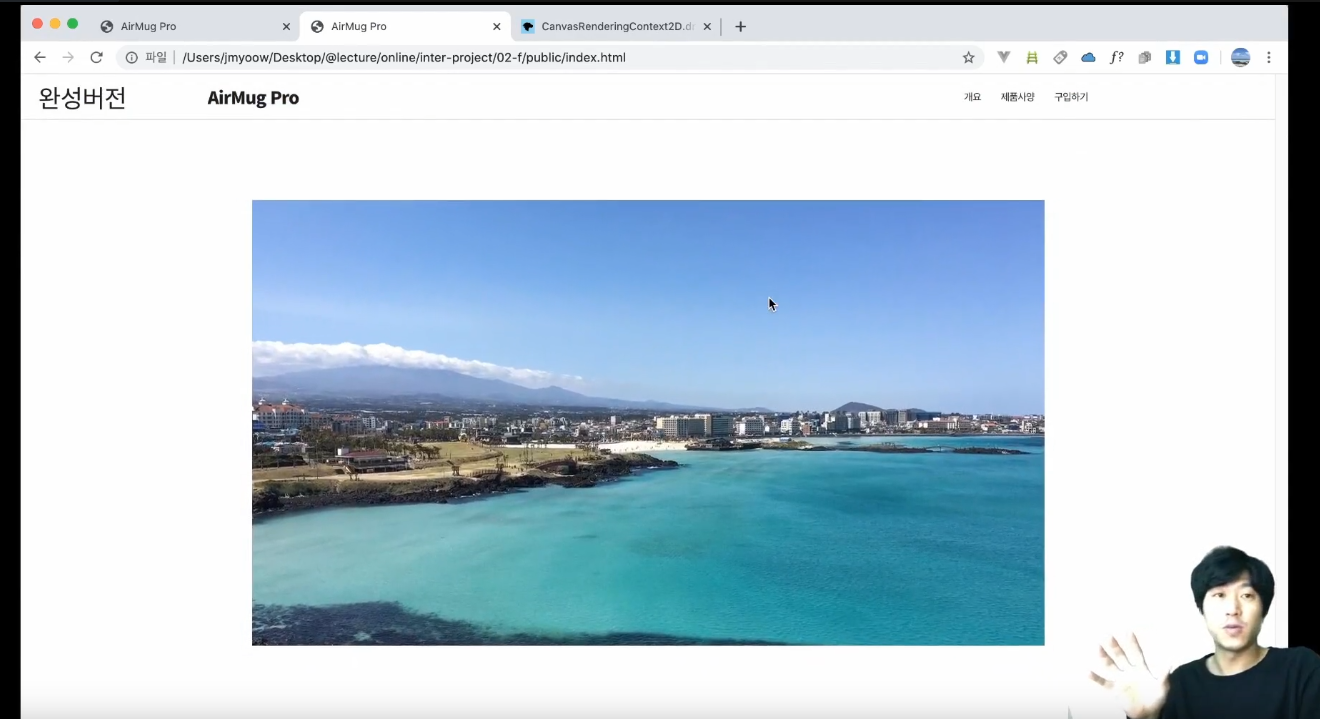 AirMug Pro
AirMug Pro
CanvasRenderingContext2D.dr
파일 /Users/jmyoow/Desktop/@lecture/online/inter-project/02-f/public/index.html
f?
완성버전 AirMug Pro 개요 제품사양 구입하기